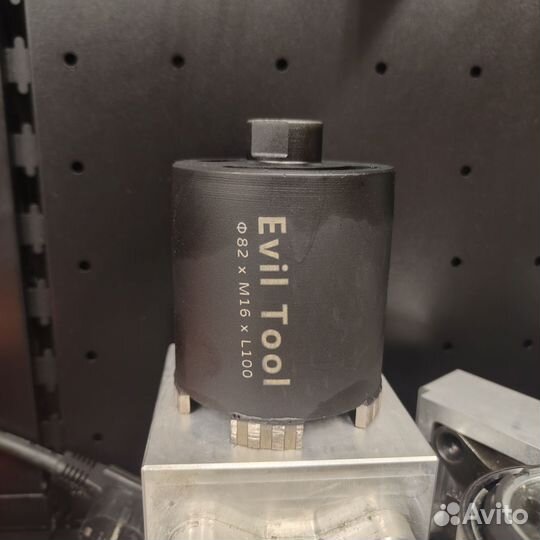 Evil Tool
Φ82 x M16 x L100
Avito